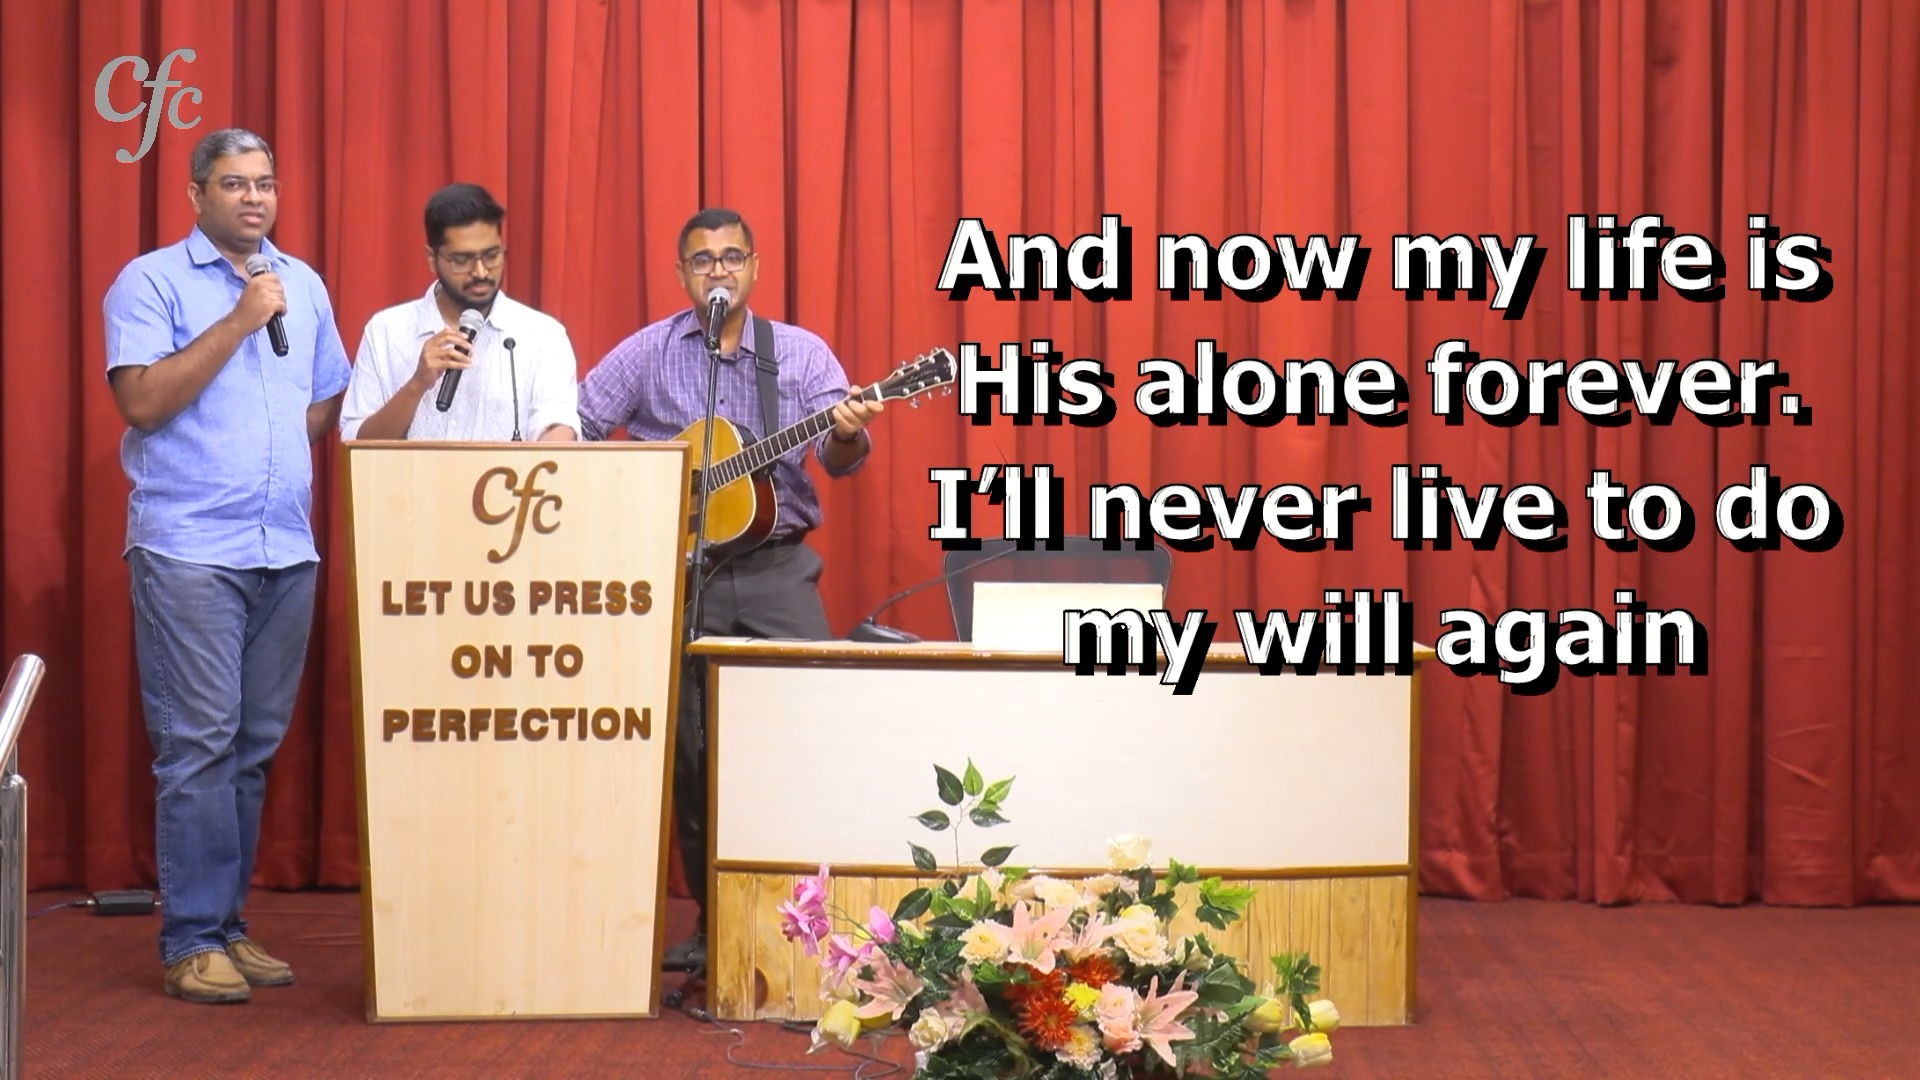 cfc
And now my life is
His alone forever.
I'll never live to do
my will again
cfc
LET US PRESS
ON TO
PERFECTION